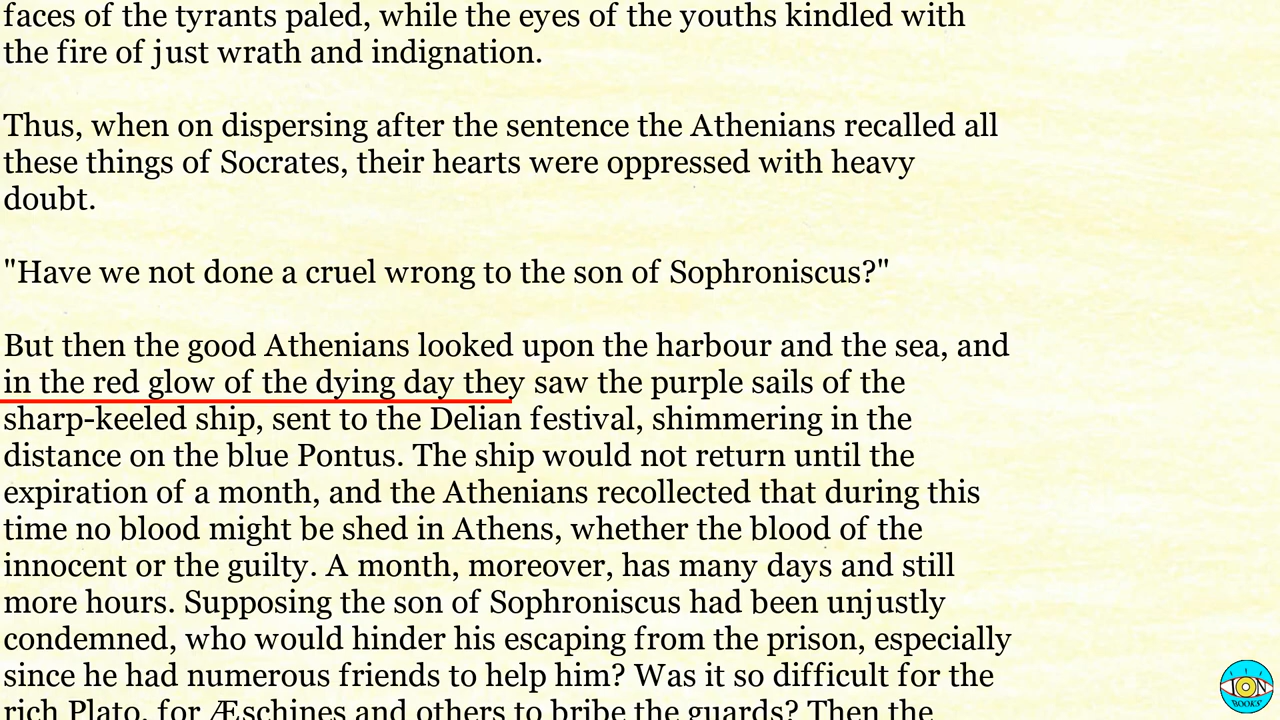 faces of the tyrants paled, while the eyes of the youths kindled with
the fire of just wrath and indignation.
Thus, when on dispersing after the sentence the Athenians recalled all
these things of Socrates, their hearts were oppressed with heavy
doubt.
"Have we not done a cruel wrong to the son of Sophroniscus?"
But then the good Athenians looked upon the harbour and the sea, and
in the red glow of the dying day they saw the purple sails of the
sharp-keeled ship, sent to the Delian festival, shimmering in the
distance on the blue Pontus. The ship would not return until the
expiration of a month, and the Athenians recollected that during this
time no blood might be shed in Athens, whether the blood of the
innocent or the guilty. A month, moreover, has many days and still
more hours. Supposing the son of Sophroniscus had been unjustly
condemned, who would hinder his escaping from the prison, especially
since he had numerous friends to help him? Was it so difficult for the
rich Plato, for Æschines and others to bribe the guards? Then the
ION
BOOKS